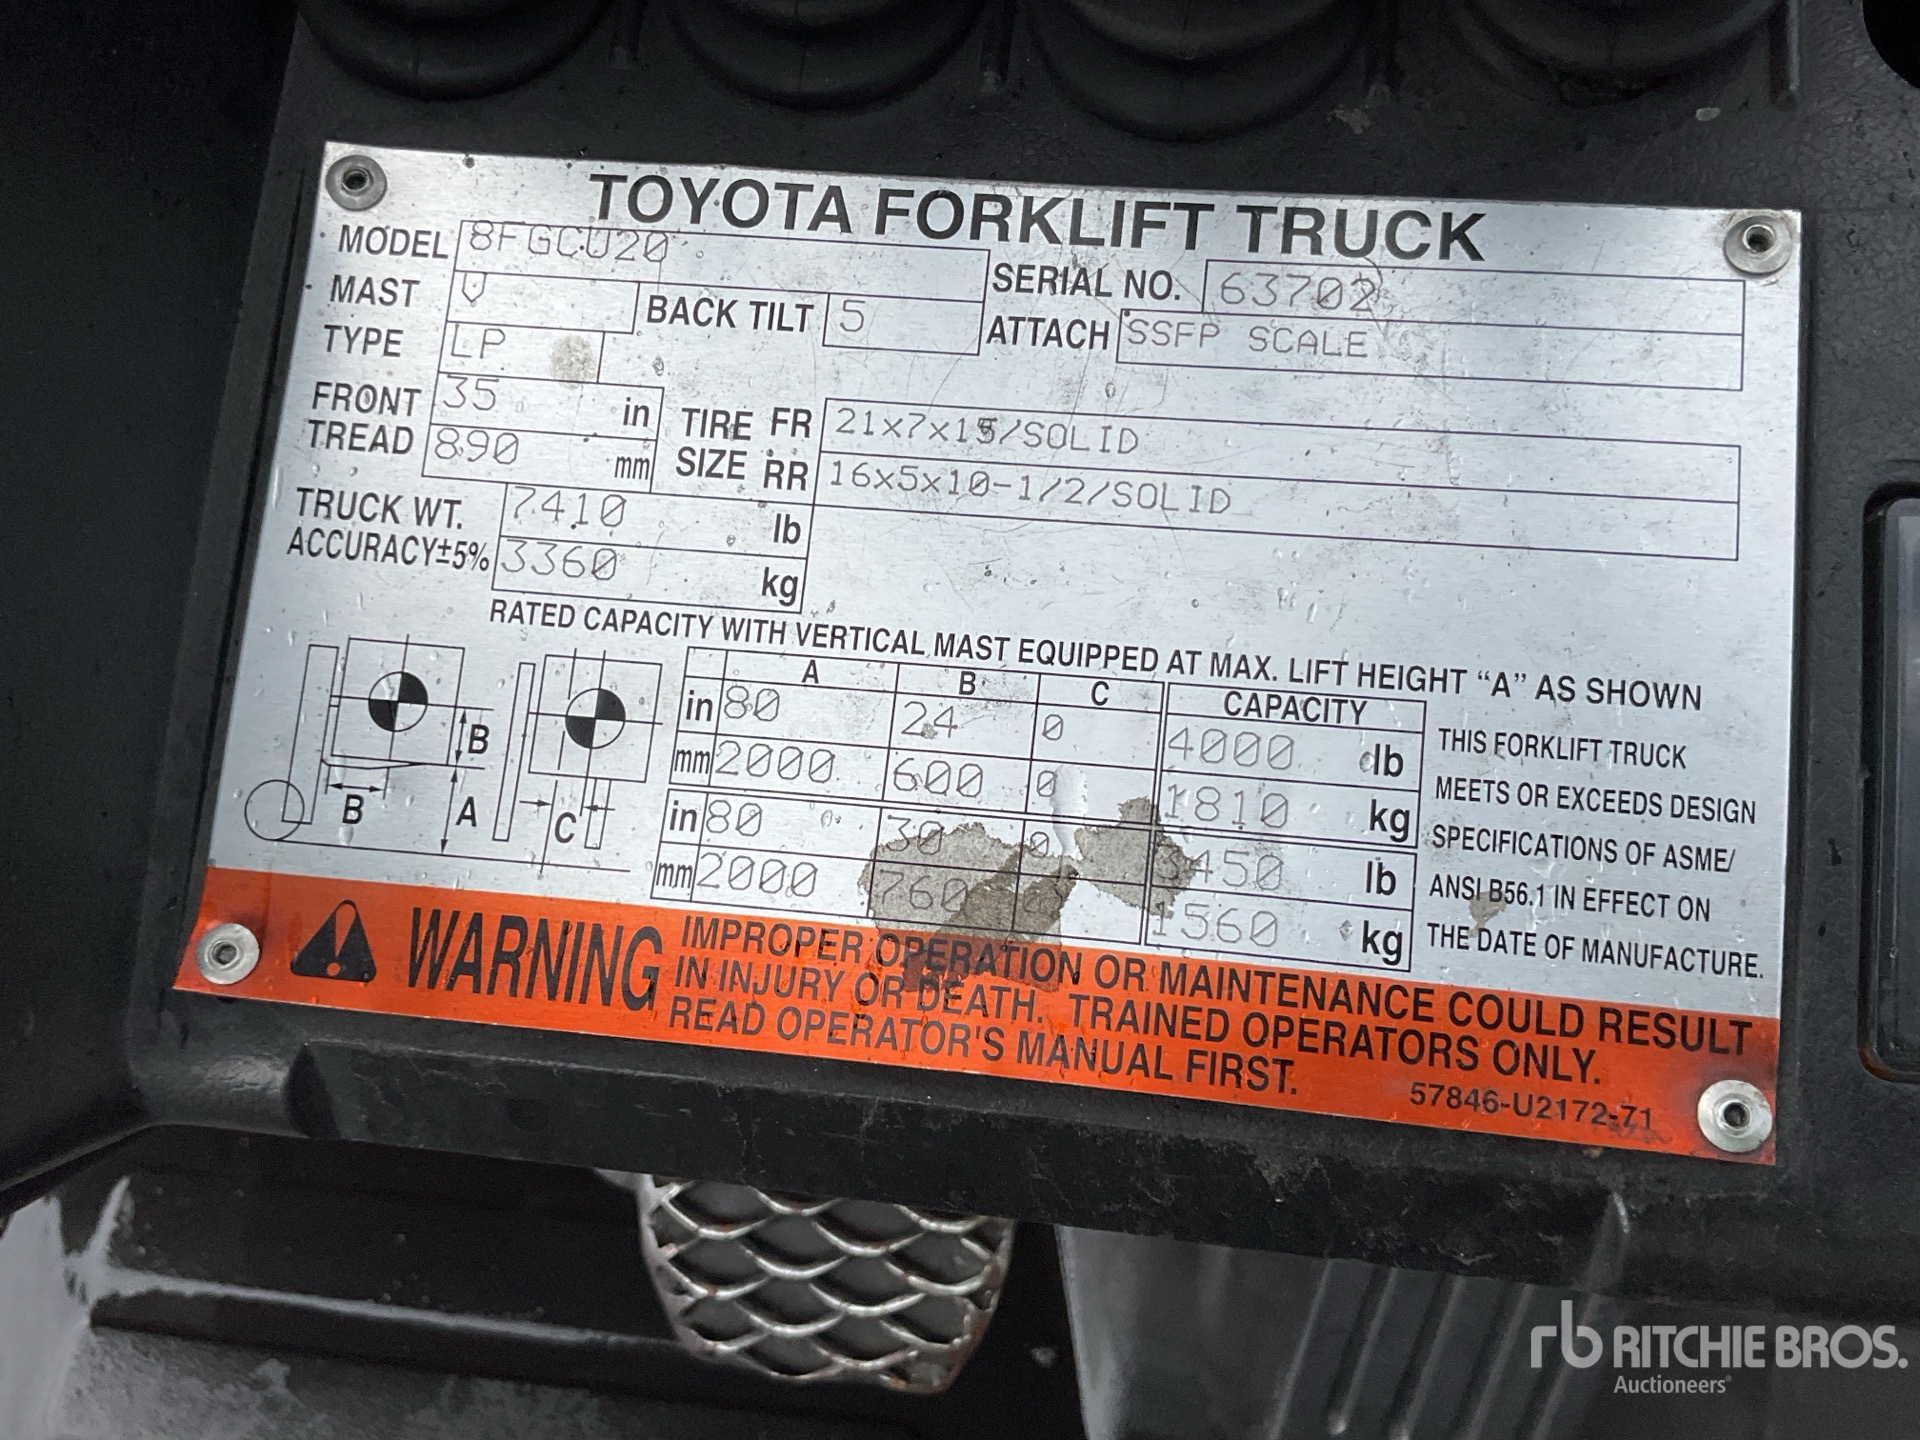 TOYOTA FORKLIFT TRUCK
MODEL 8FGCU20 SERIAL NO. 63702
MAST V BACK TILT 5 ATTACH SSFP SCALE
TYPE LP
FRONT TREAD 35 in TIRE SIZE FR 21x7x15/SOLID
890 mm RR 16x5x10-1/2/SOLID
TRUCK WT. 7410 lb
ACCURACY±5% 3360 kg
RATED CAPACITY WITH VERTICAL MAST EQUIPPED AT MAX. LIFT HEIGHT "A" AS SHOWN
A B C CAPACITY
in 80 24 0 4000 lb
mm 2000 600 0 1810 kg
in 80 30 0 3450 lb
mm 2000 760 0 1560 kg
B
B A C
THIS FORKLIFT TRUCK
MEETS OR EXCEEDS DESIGN
SPECIFICATIONS OF ASME/
ANSI B56.1 IN EFFECT ON
THE DATE OF MANUFACTURE.
WARNING IMPROPER OPERATION OR MAINTENANCE COULD RESULT
IN INJURY OR DEATH. TRAINED OPERATORS ONLY.
READ OPERATOR'S MANUAL FIRST.
57846-U2172-71
rb RITCHIE BROS.
Auctioneers